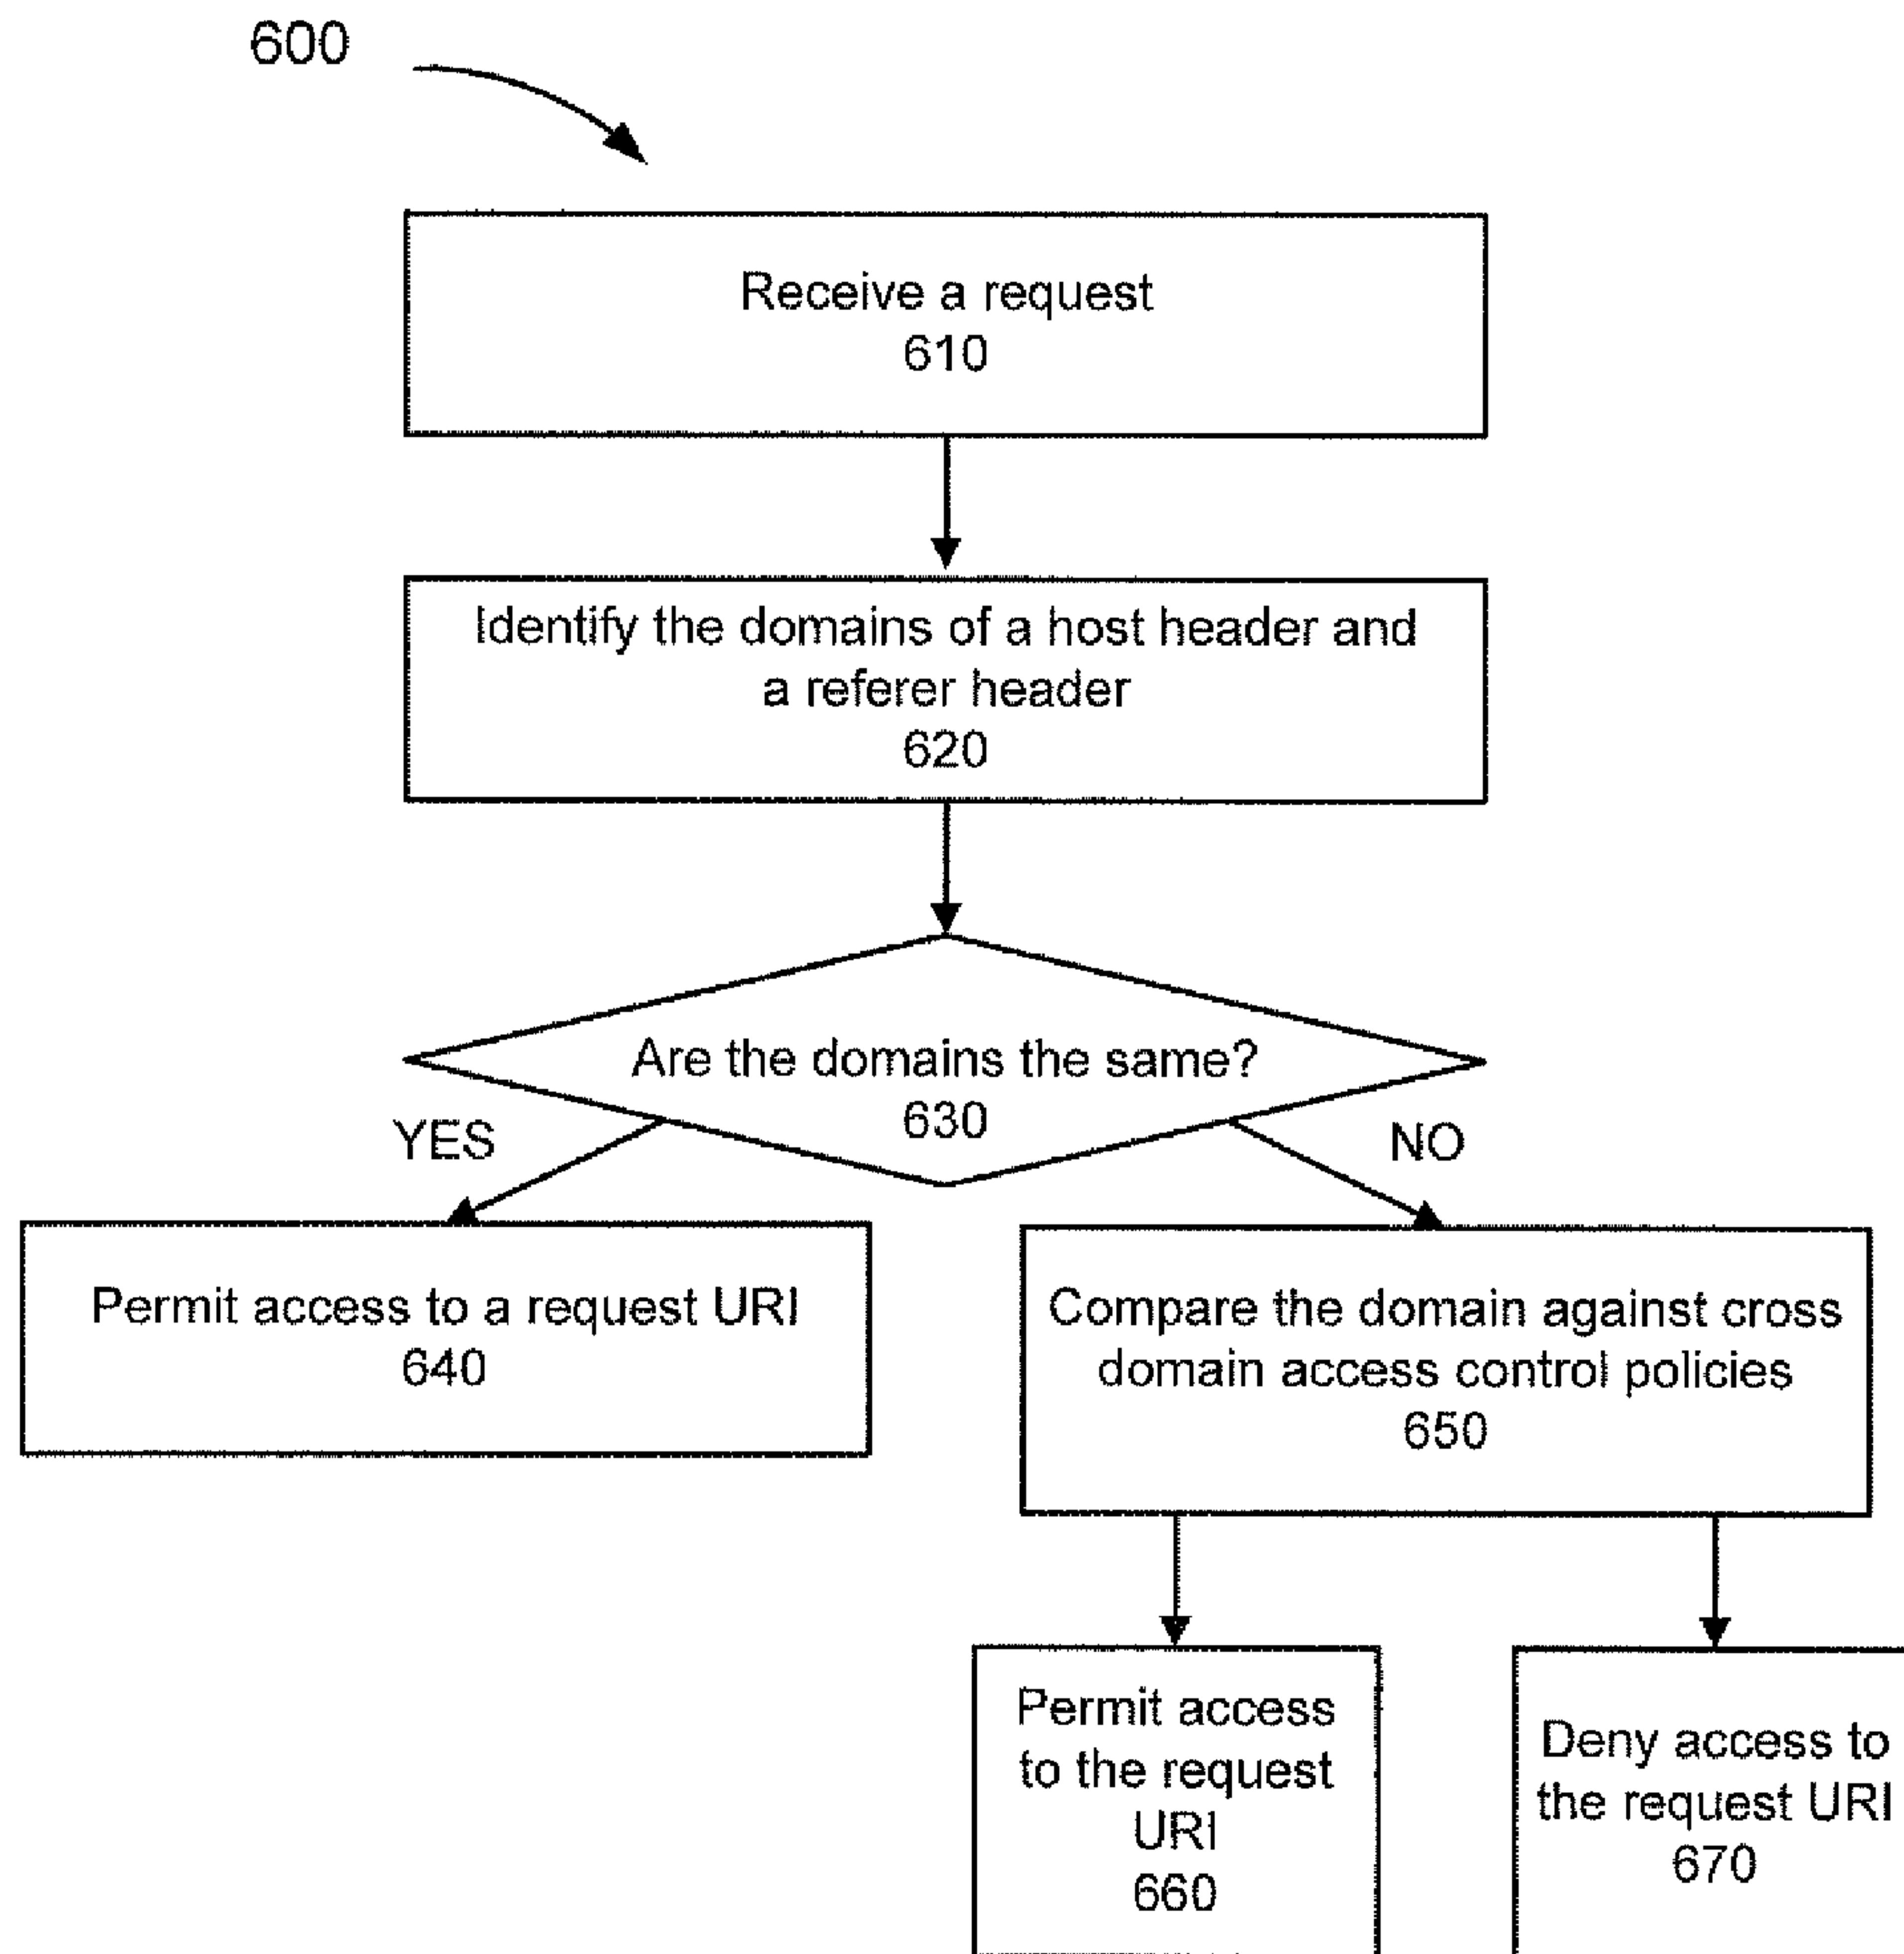 600
Receive a request
610
Identify the domains of a host header and
a referer header
620
Are the domains the same?
630
YES
NO
Permit access to a request URI
640
Compare the domain against cross
domain access control policies
650
Permit access
to the request
URI
660
Deny access to
the request URI
670